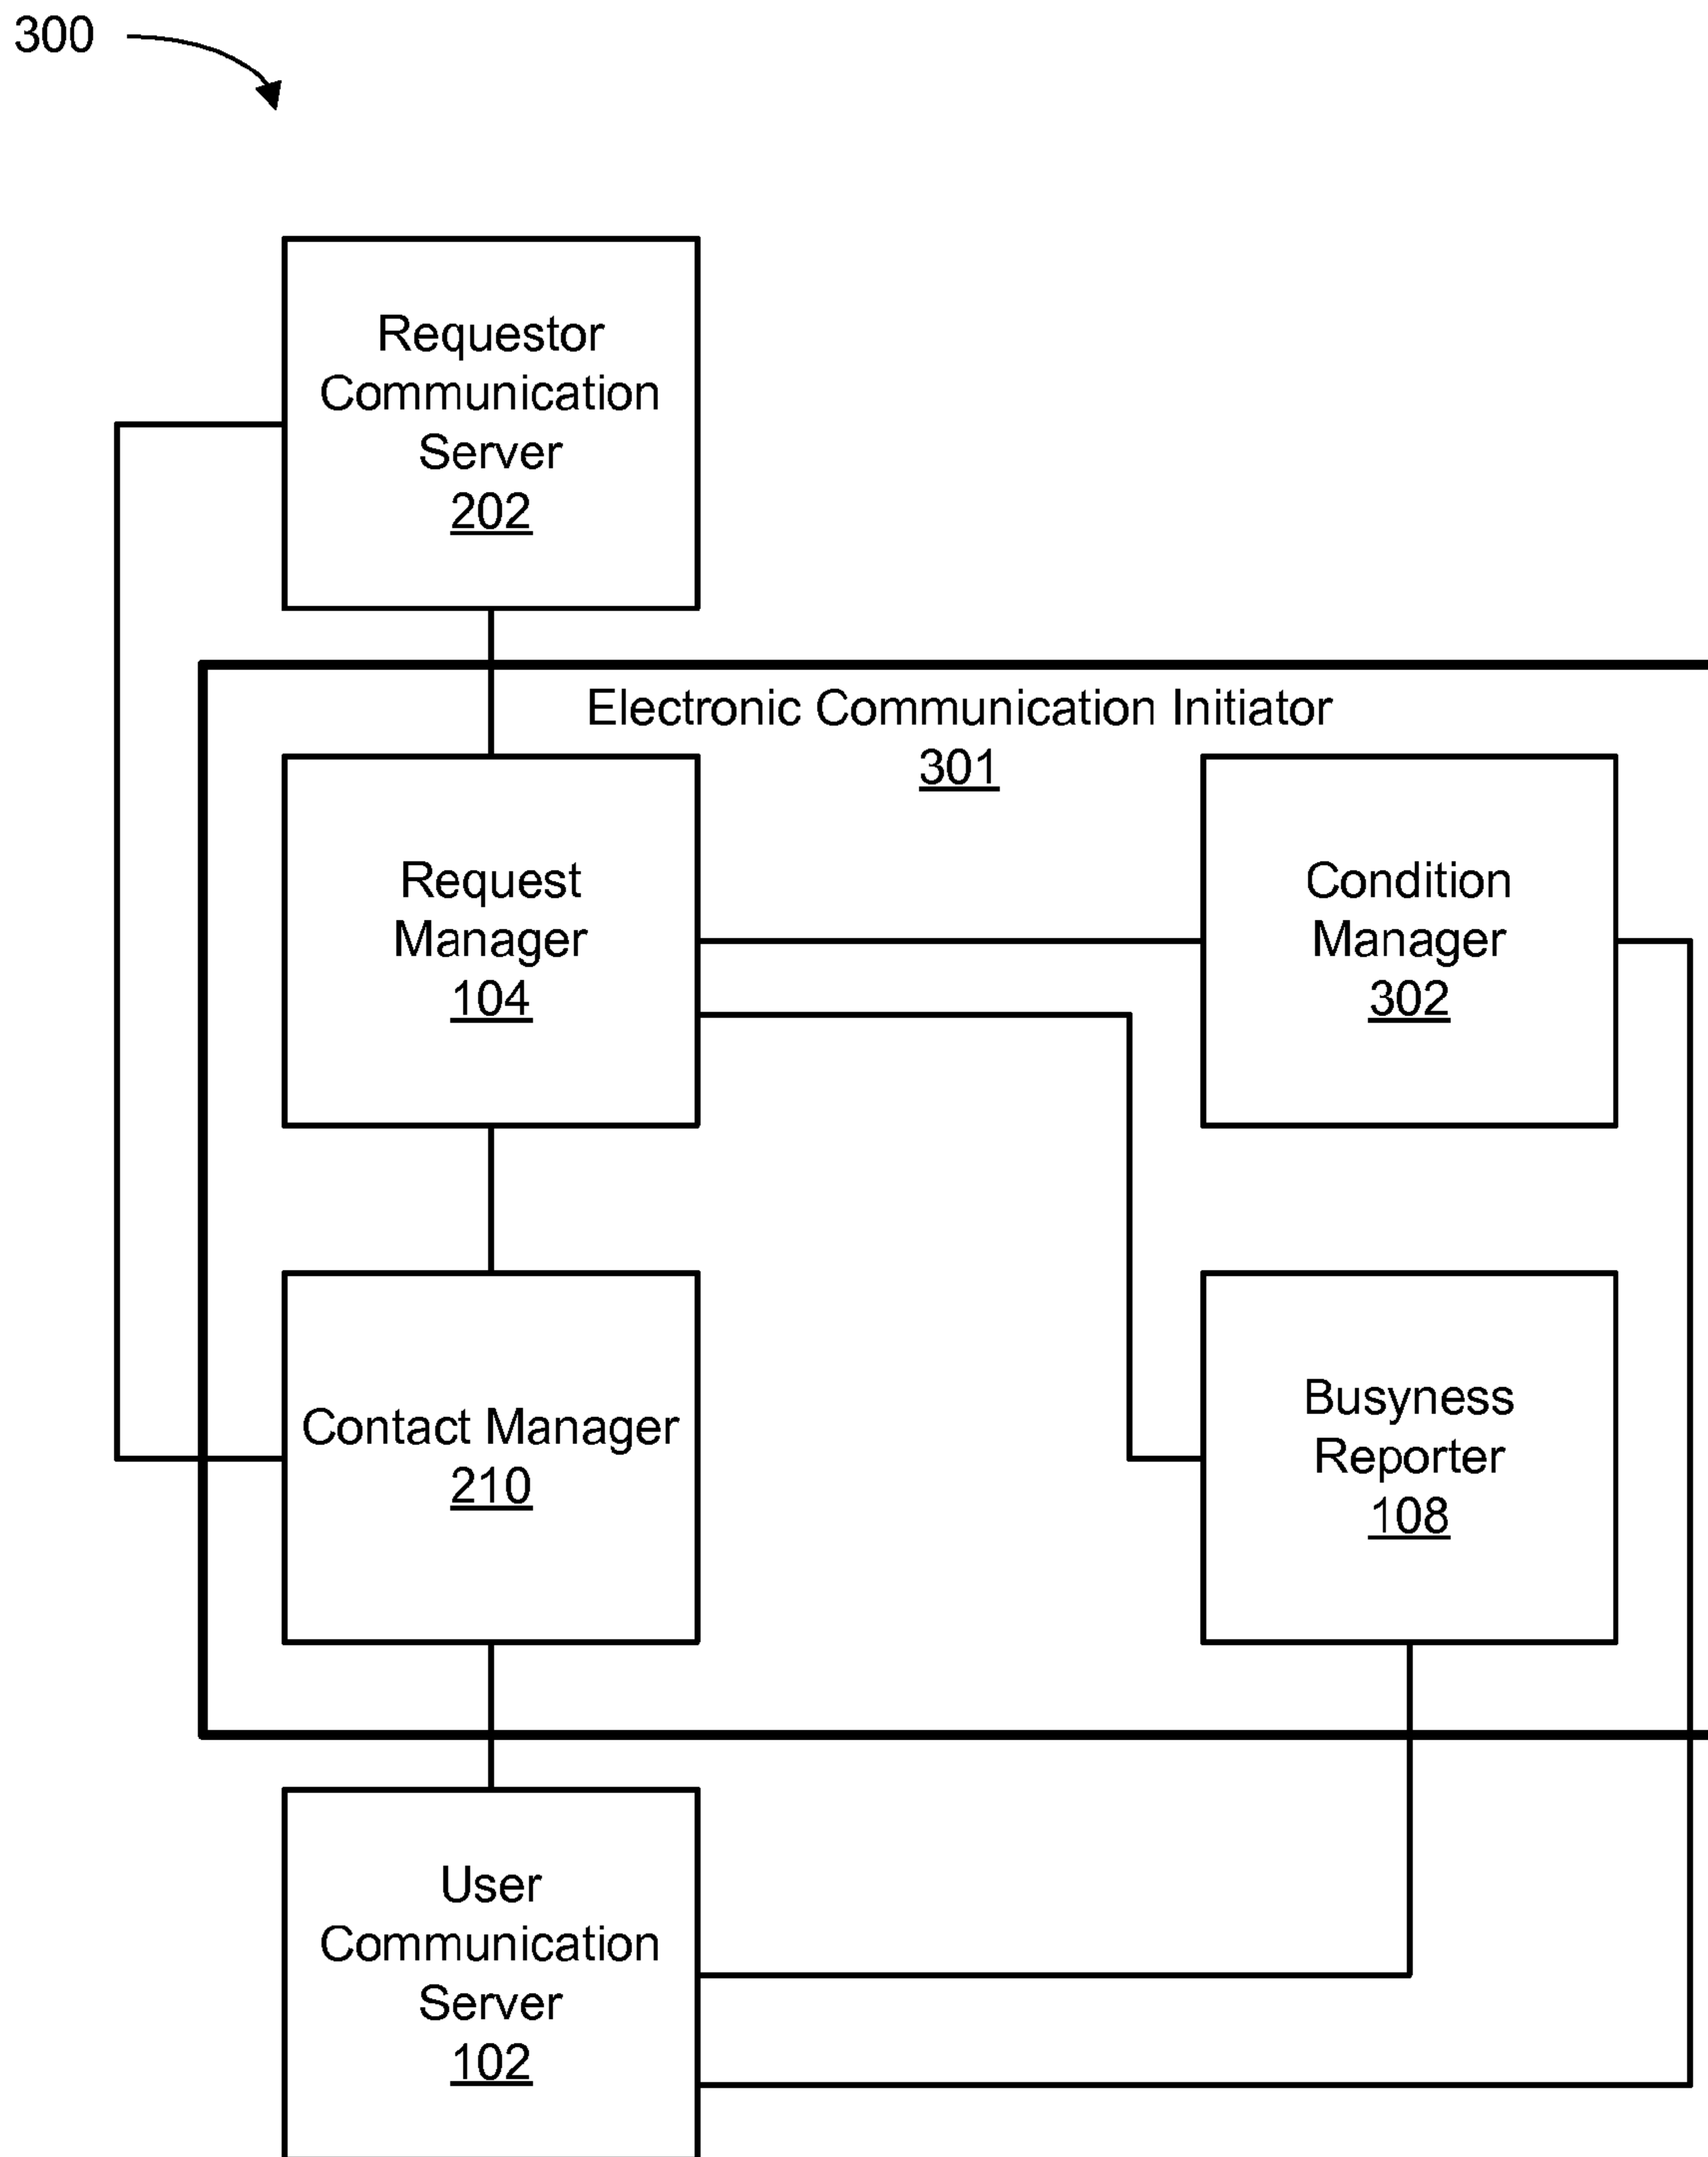 300
Requestor
Communication
Server
202
Electronic Communication Initiator
301
Request
Manager
104
Condition
Manager
302
Contact Manager
210
Busyness
Reporter
108
User
Communication
Server
102